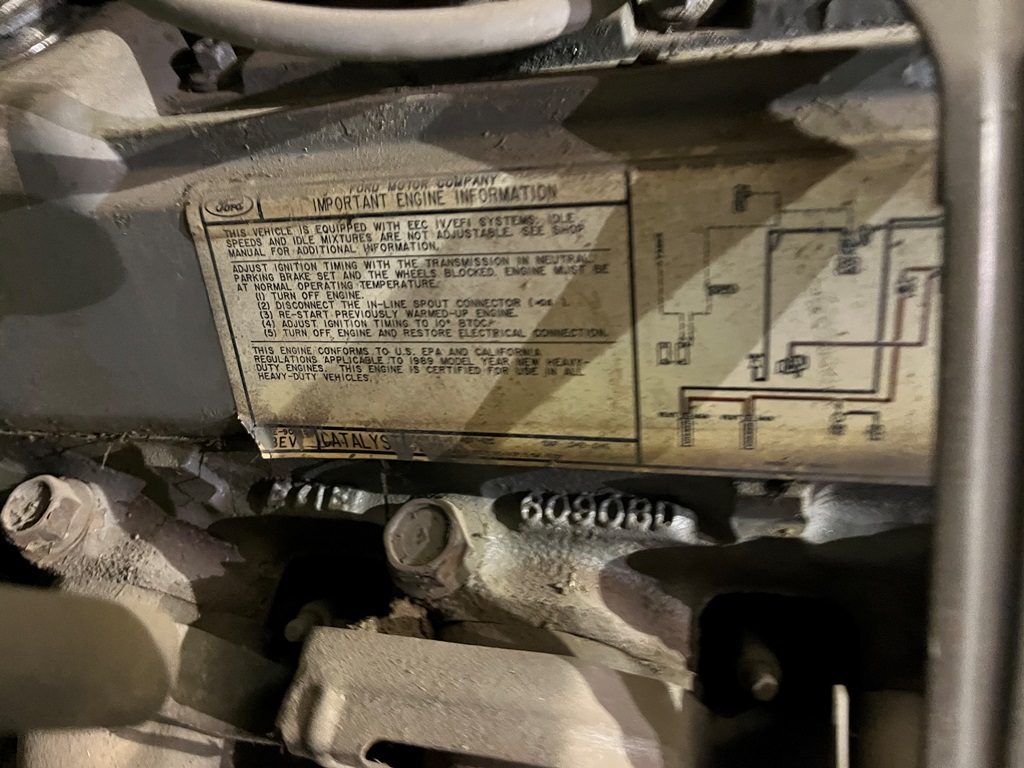 Ford
FORD MOTOR COMPANY
IMPORTANT ENGINE INFORMATION
THIS VEHICLE IS EQUIPPED WITH EEC IV/EFI SYSTEMS. IDLE
SPEEDS AND IDLE MIXTURES ARE NOT ADJUSTABLE. SEE SHOP
MANUAL FOR ADDITIONAL INFORMATION.
ADJUST IGNITION TIMING WITH THE TRANSMISSION IN NEUTRAL,
PARKING BRAKE SET AND THE WHEELS BLOCKED. ENGINE MUST BE
AT NORMAL OPERATING TEMPERATURE.
(1) TURN OFF ENGINE.
(2) DISCONNECT THE IN-LINE SPOUT CONNECTOR
(3) RE-START PREVIOUSLY WARMED-UP ENGINE.
(4) ADJUST IGNITION TIMING TO 10° BTDC.
(5) TURN OFF ENGINE AND RESTORE ELECTRICAL CONNECTION.
THIS ENGINE CONFORMS TO U.S. EPA AND CALIFORNIA
REGULATIONS APPLICABLE TO 1989 MODEL YEAR NEW HEAVY-
DUTY ENGINES. THIS ENGINE IS CERTIFIED FOR USE IN ALL
HEAVY-DUTY VEHICLES.
CATALYS